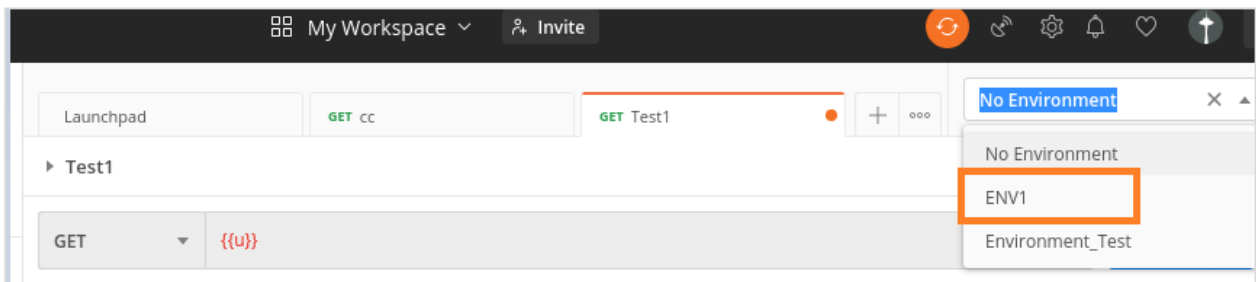 My Workspace Invite
No Environment
Launchpad GET cc GET Test1
No Environment
Test1
ENV1
GET {{u}}
Environment_Test